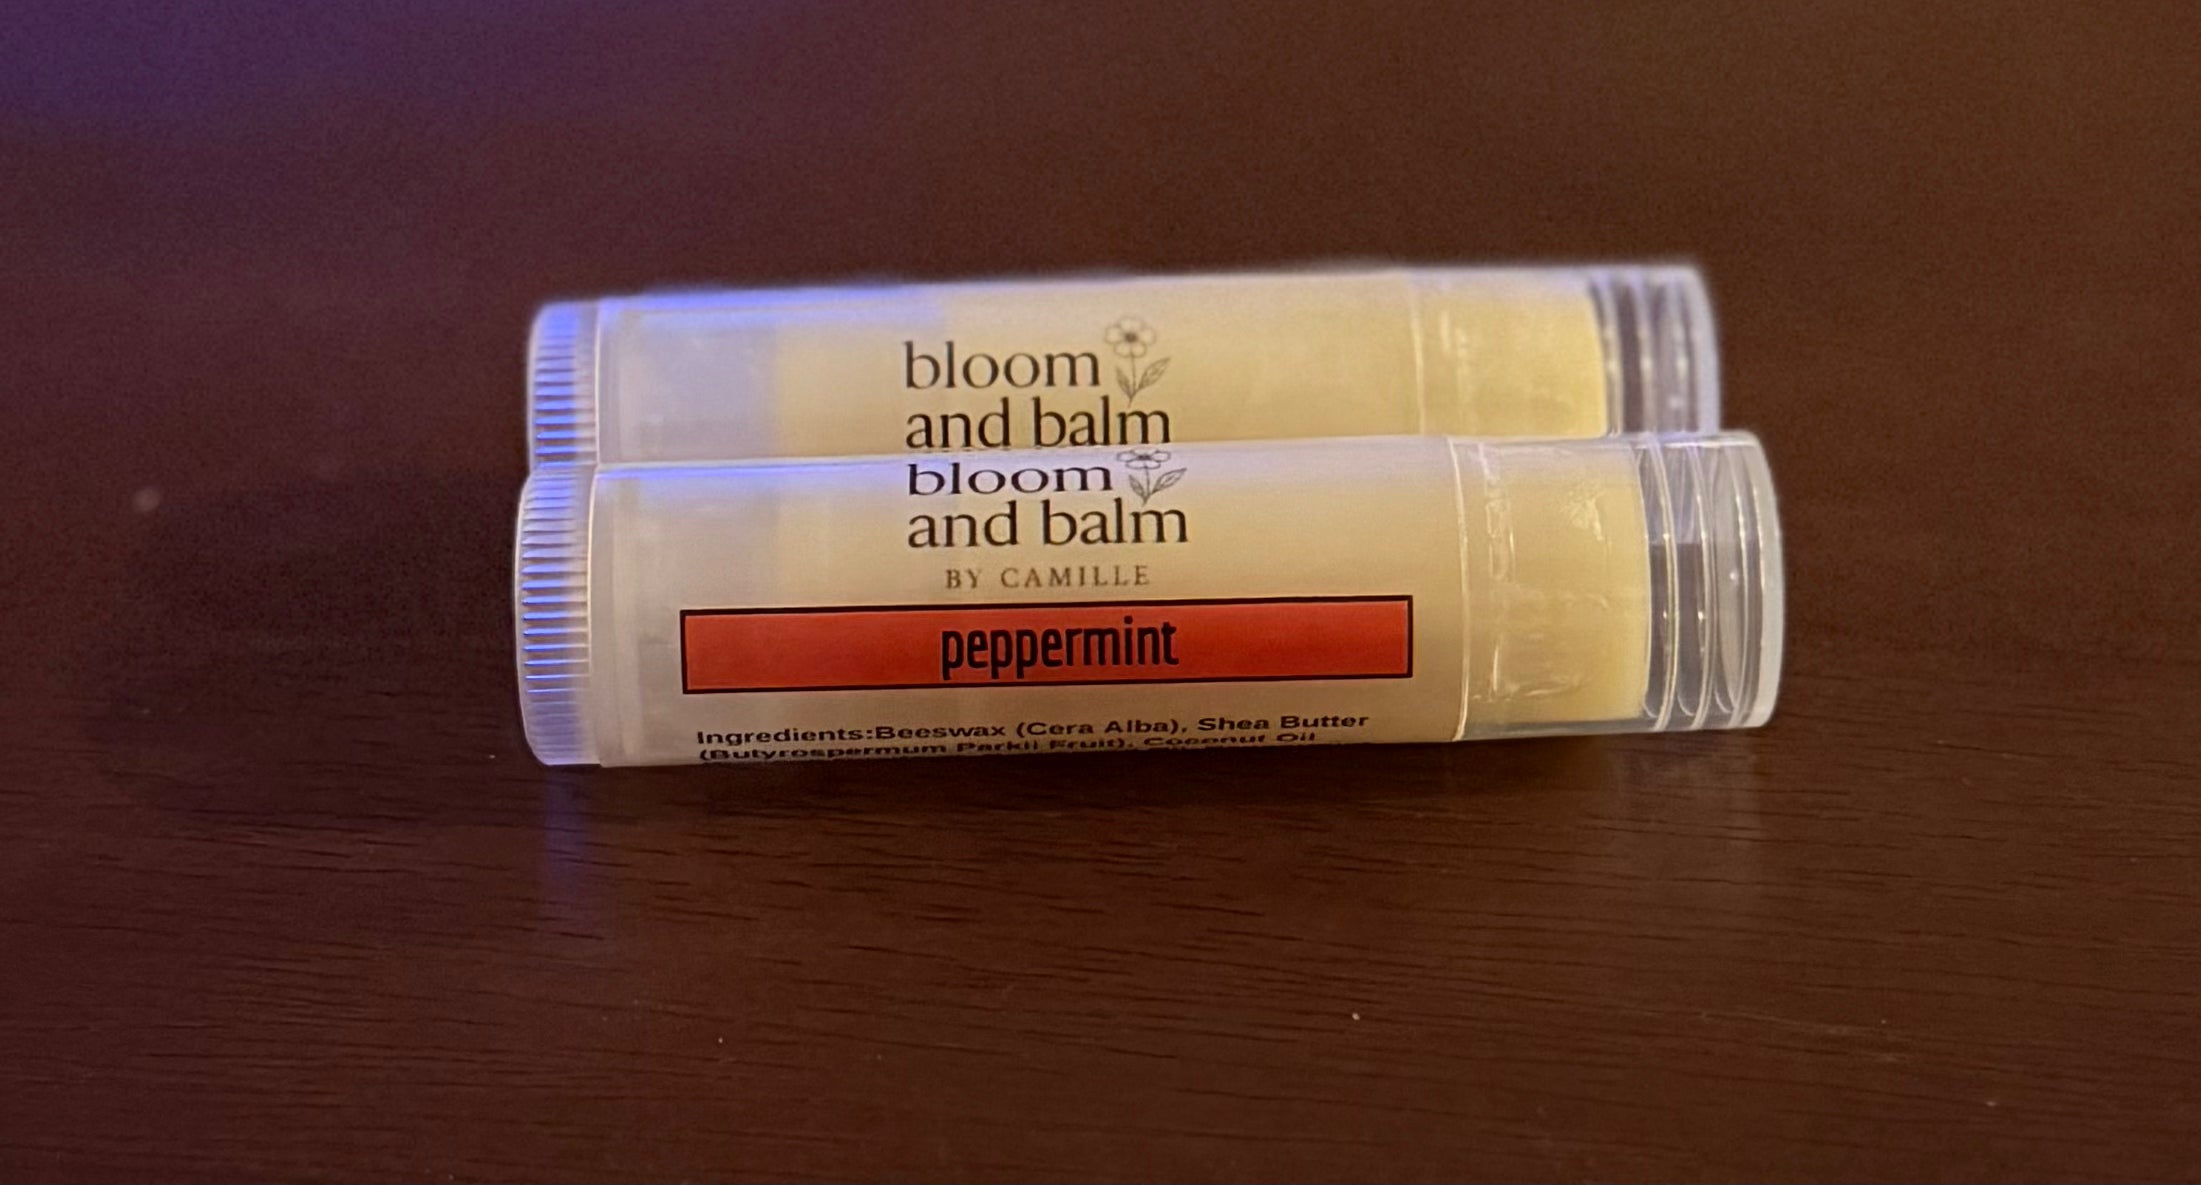 bloom
and balm
bloom
and balm
BY CAMILLE
peppermint
Ingredients:Beeswax (Cera Alba), Shea Butter
(Butyrospermum Parkii Fruit), Coconut Oil